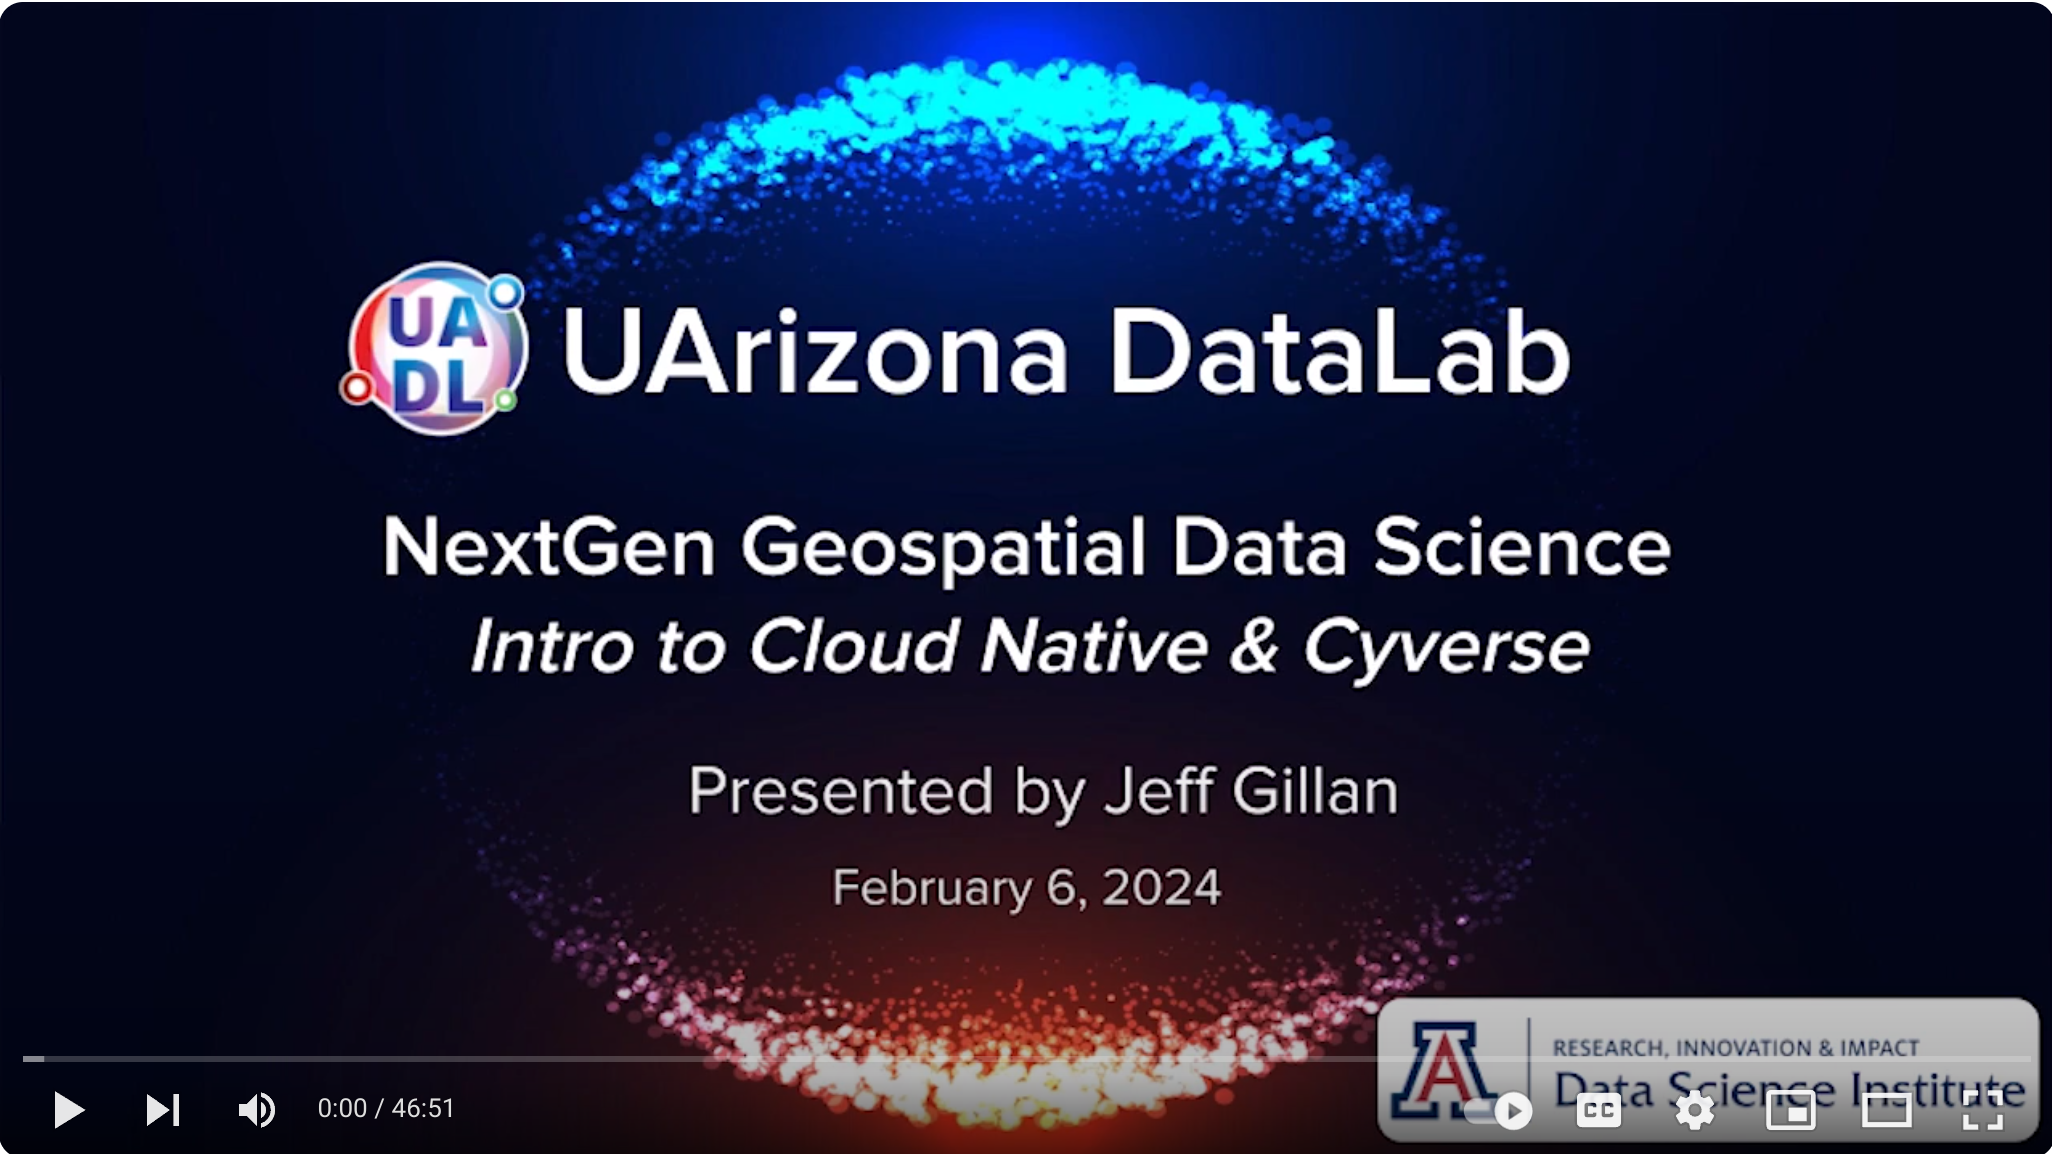 UA
DL
UArizona DataLab
NextGen Geospatial Data Science
Intro to Cloud Native & Cyverse
Presented by Jeff Gillan
February 6, 2024
A
RESEARCH, INNOVATION & IMPACT
Data Science Institute
0:00 / 46:51
CC